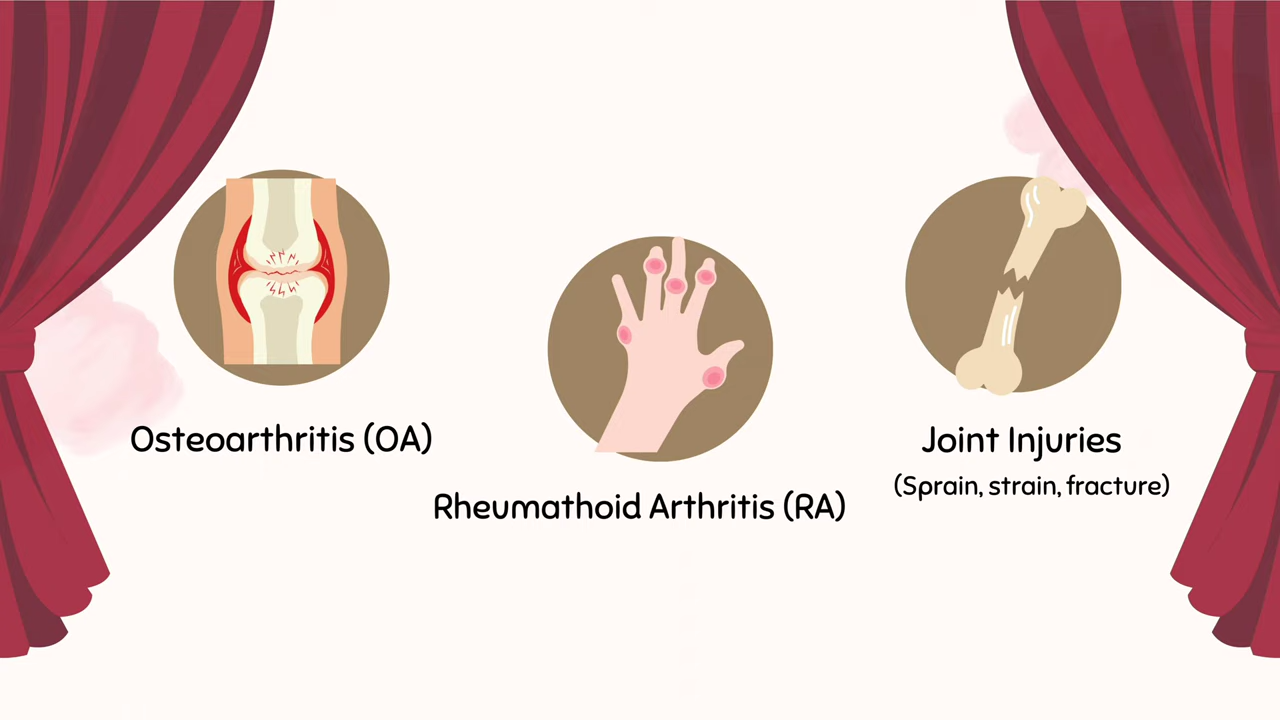 Osteoarthritis (OA)
Rheumathoid Arthritis (RA)
Joint Injuries
(Sprain, strain, fracture)